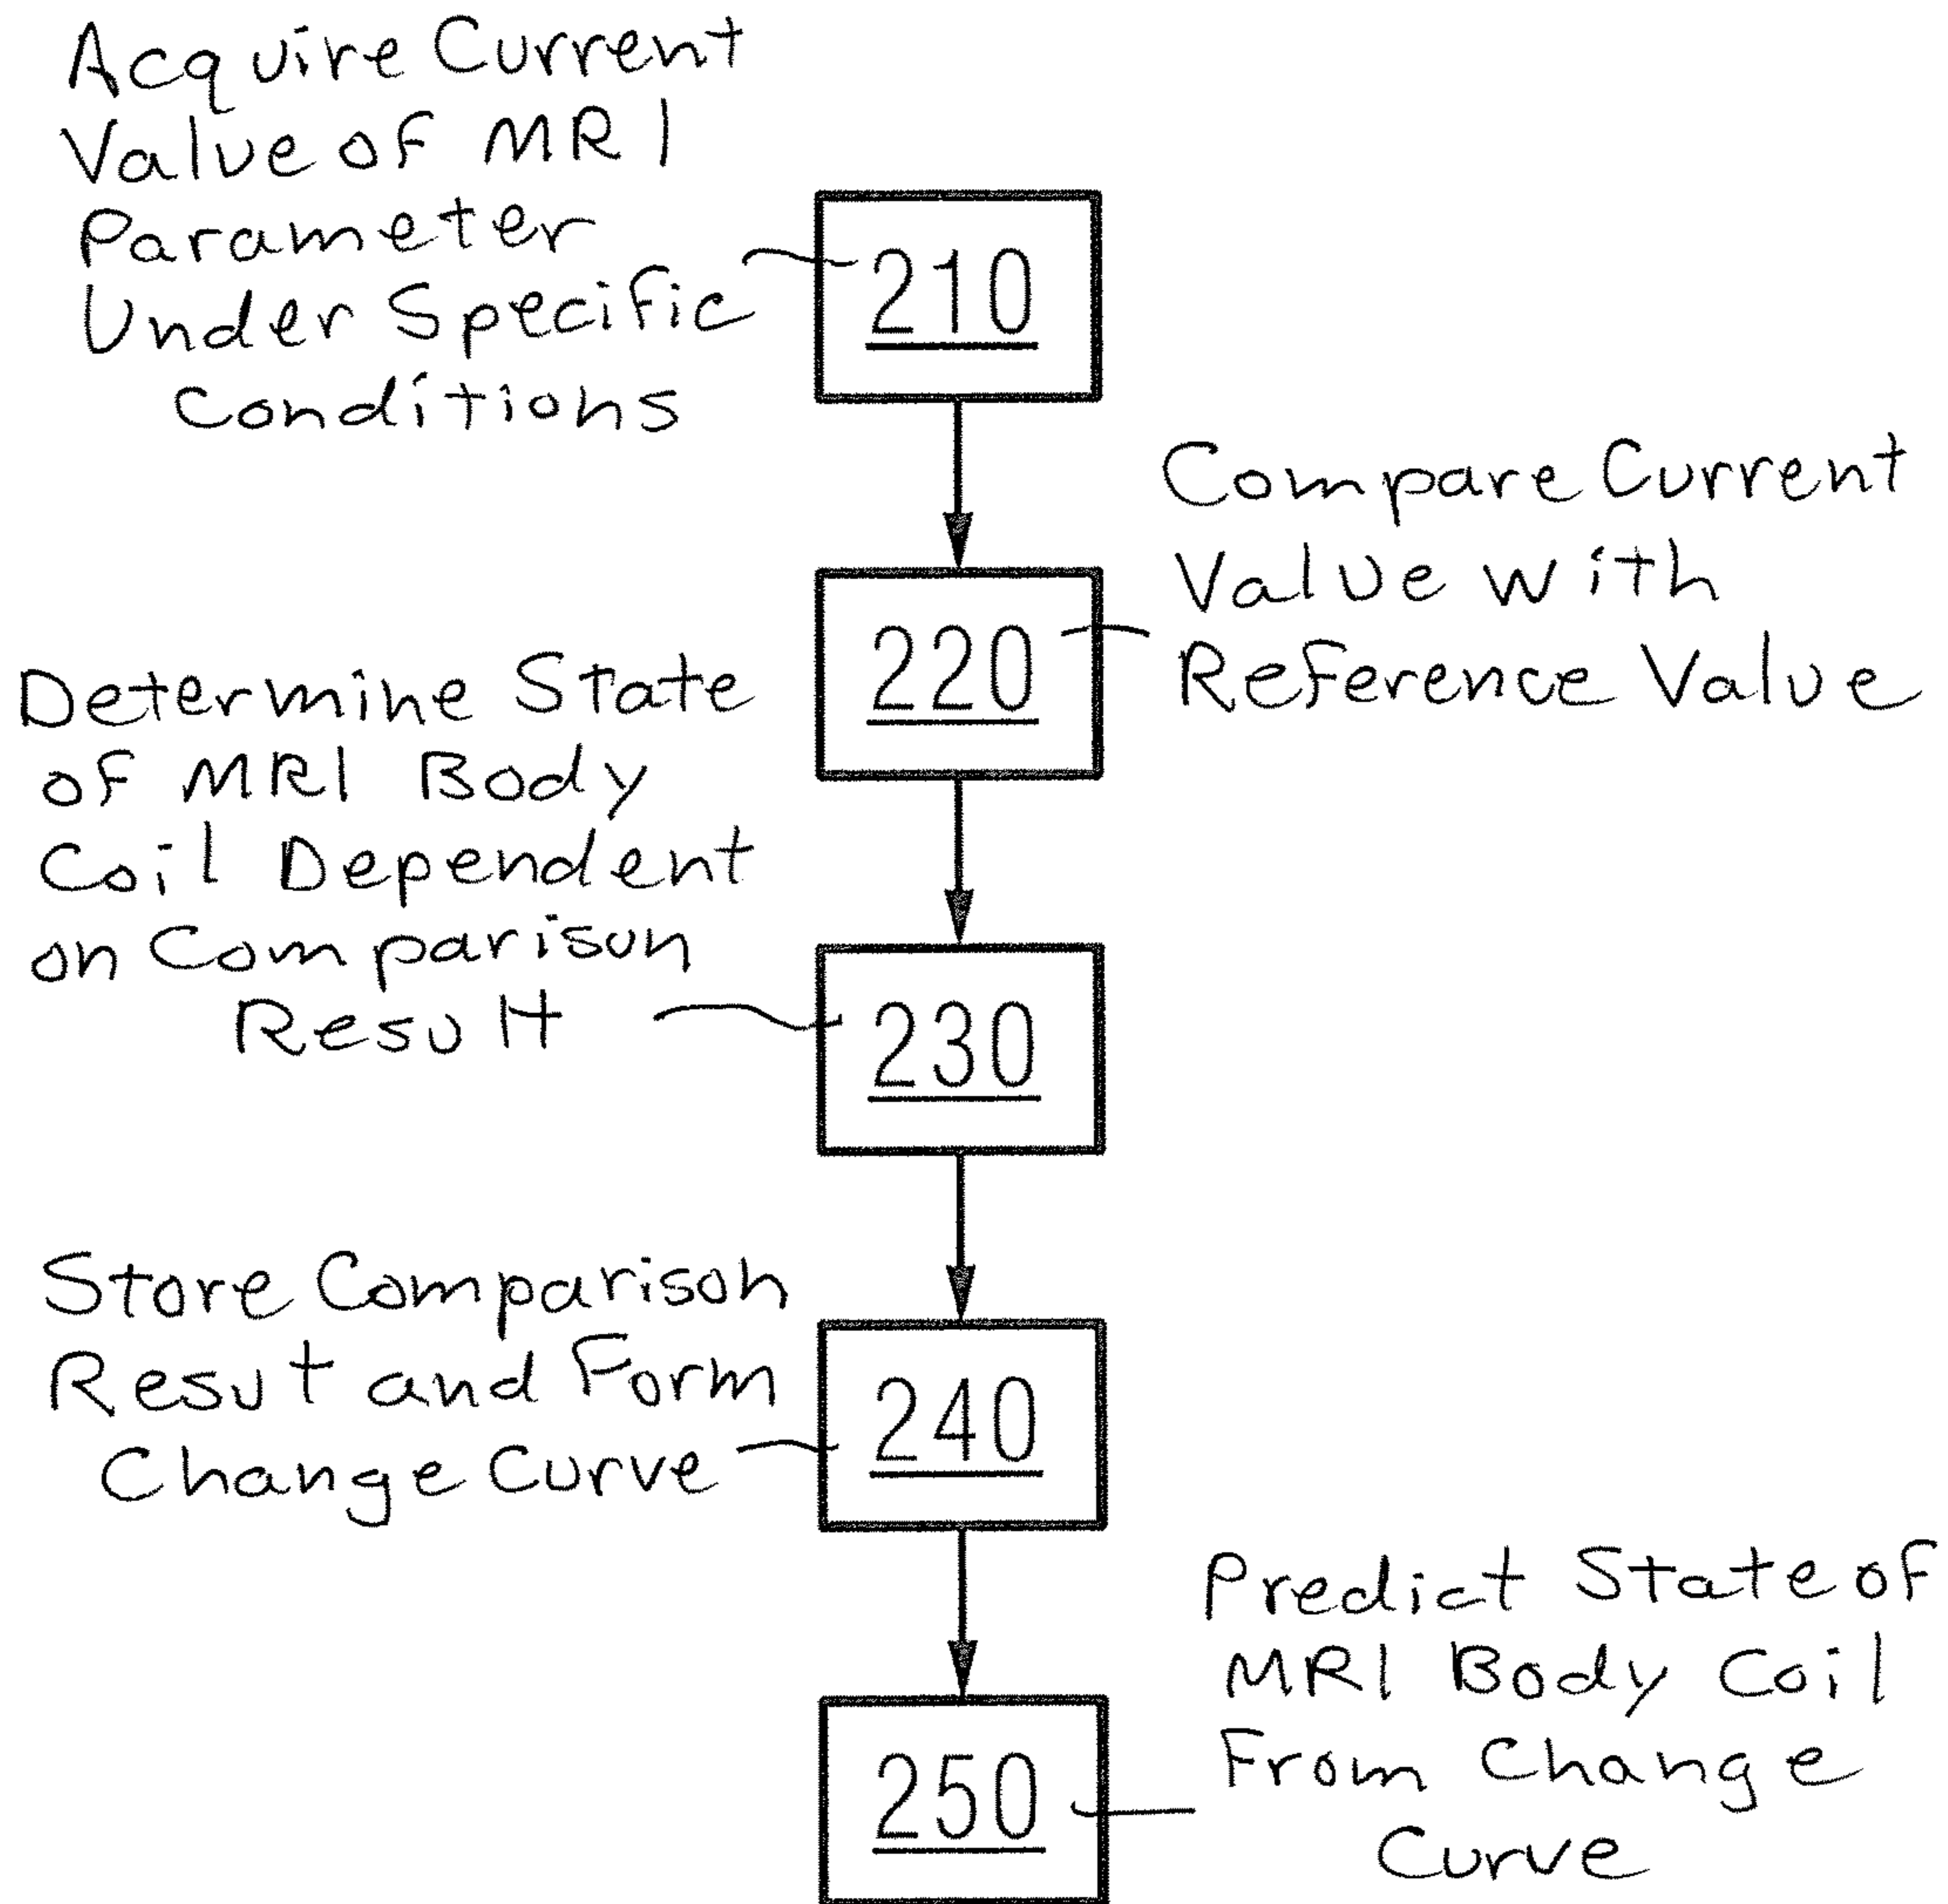 Acquire Current
Value of MRI
Parameter
Under Specific
Conditions
210
Compare Current
Value with
Reference Value
220
Determine State
of MRI Body
Coil Dependent
on Comparison
Result
230
Store Comparison
Resut and Form
Change Curve
240
Predict State of
MRI Body Coil
From Change
Curve
250